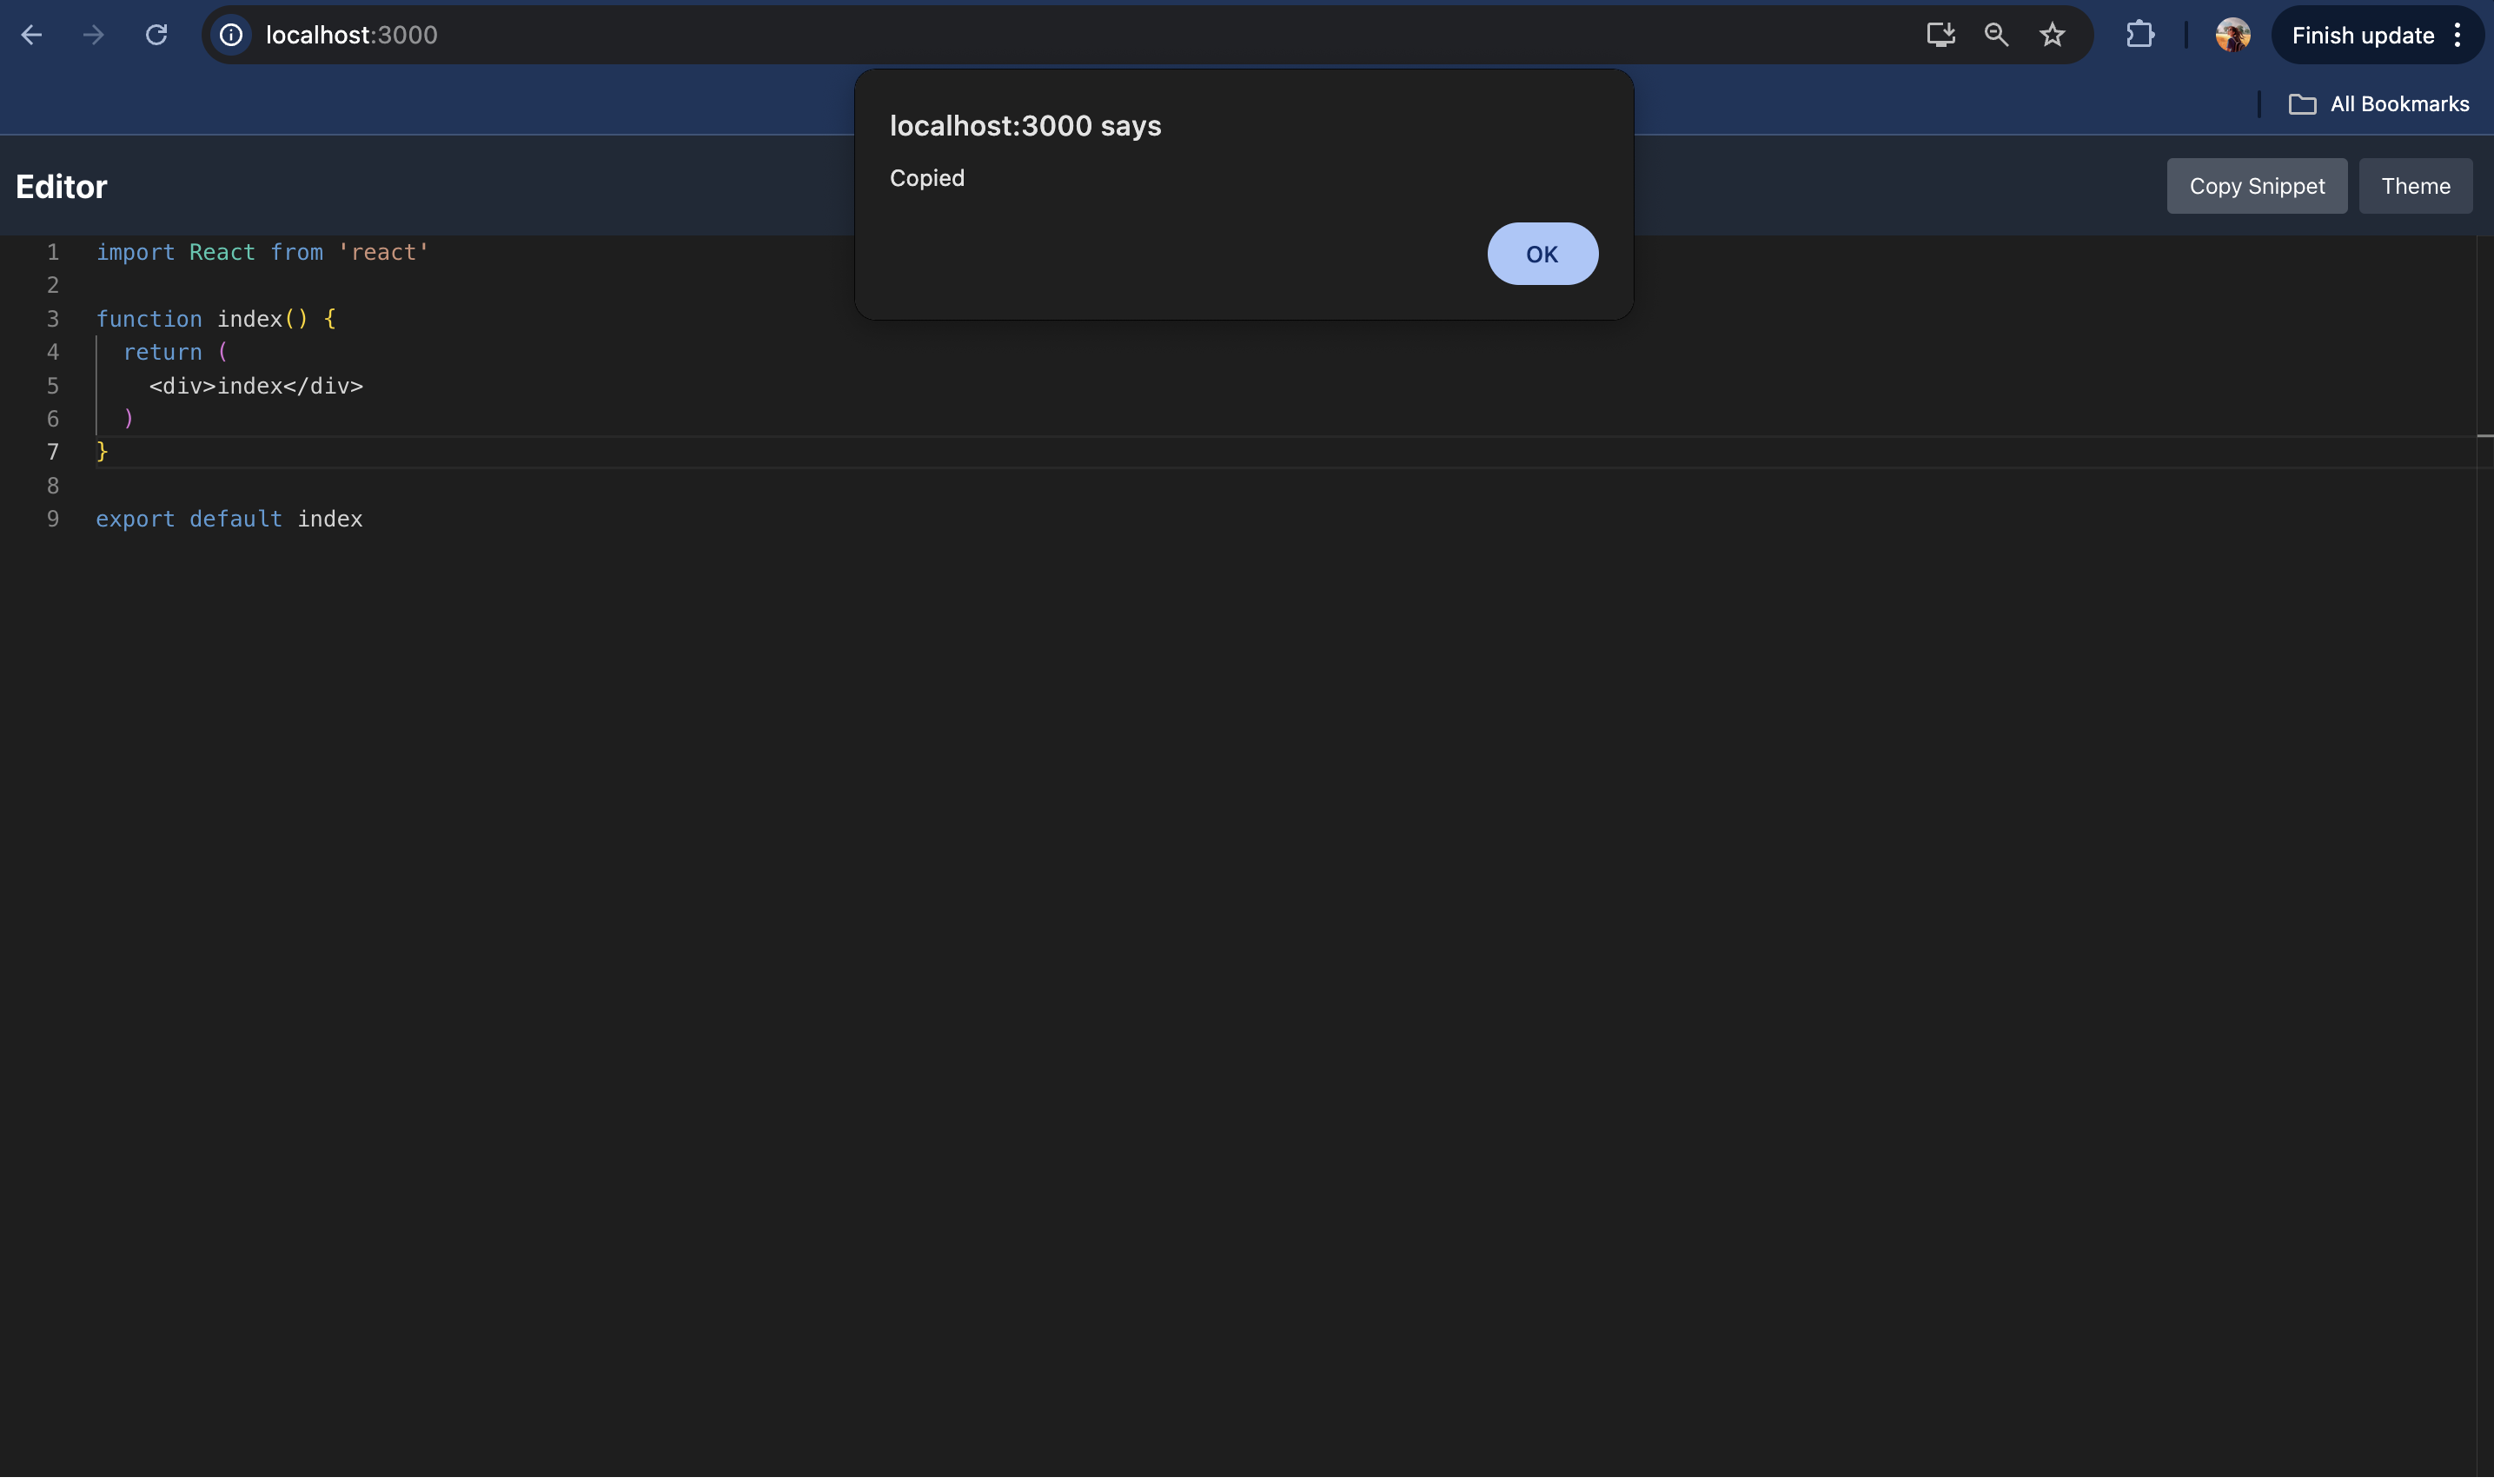 localhost:3000
Finish update
All Bookmarks
localhost:3000 says
Copied
OK
Editor
Copy Snippet
Theme
1 import React from 'react'
2
3 function index() {
4   return (
5     <div>index</div>
6   )
7 }
8
9 export default index